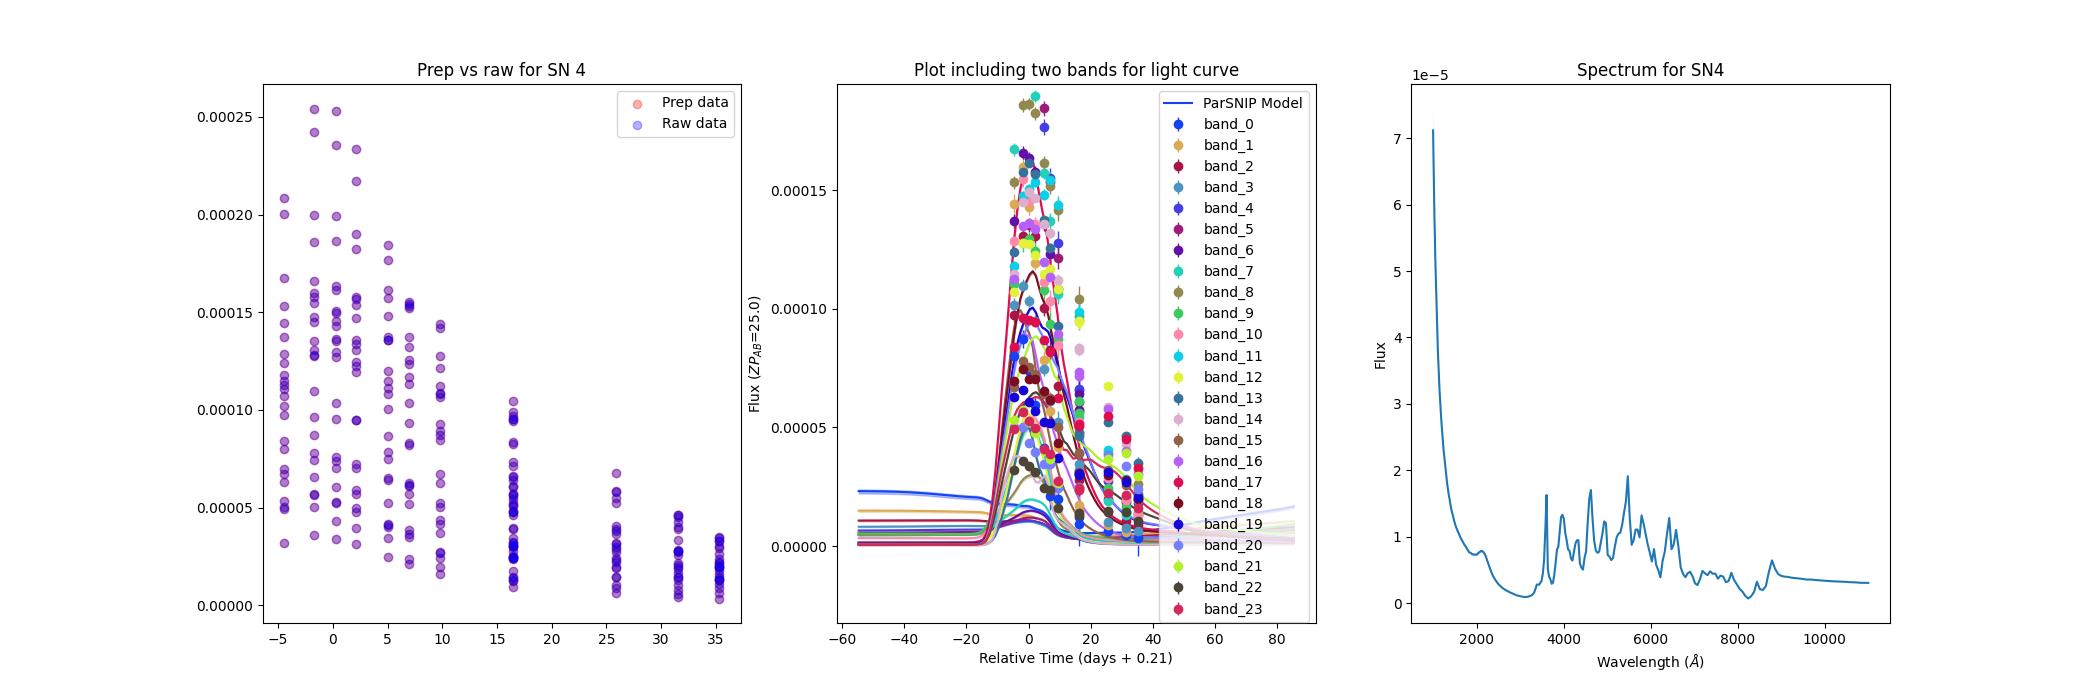 Prep vs raw for SN 4
Prep data
Raw data
0.00025
0.00020
0.00015
0.00010
0.00005
0.00000
−5
0
5
10
15
20
25
30
35
Plot including two bands for light curve
Flux (ZP_AB=25.0)
0.00015
0.00010
0.00005
0.00000
−60
−40
−20
0
20
40
60
80
Relative Time (days + 0.21)
ParSNIP Model
band_0
band_1
band_2
band_3
band_4
band_5
band_6
band_7
band_8
band_9
band_10
band_11
band_12
band_13
band_14
band_15
band_16
band_17
band_18
band_19
band_20
band_21
band_22
band_23
Spectrum for SN4
1e−5
Flux
7
6
5
4
3
2
1
0
2000
4000
6000
8000
10000
Wavelength (Å)